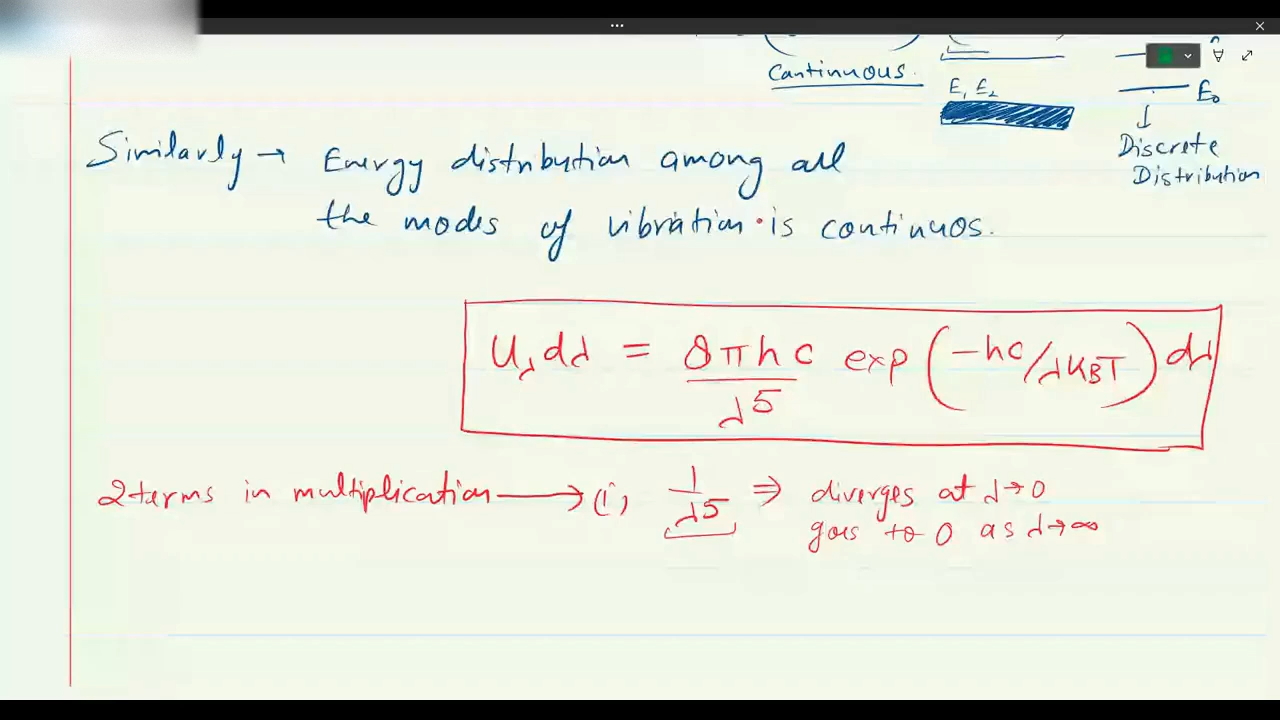 Continuous.
E₁ E₂
E₀
Discrete
Distribution
Similarly → Energy distribution among all
the modes of vibration is continuos.
U_λ dλ = 8πhc/λ⁵ exp(-hc/λK_BT) dλ
2 terms in multiplication → (i) 1/λ⁵ ⇒ diverges at λ→0
goes to 0 as λ→∞